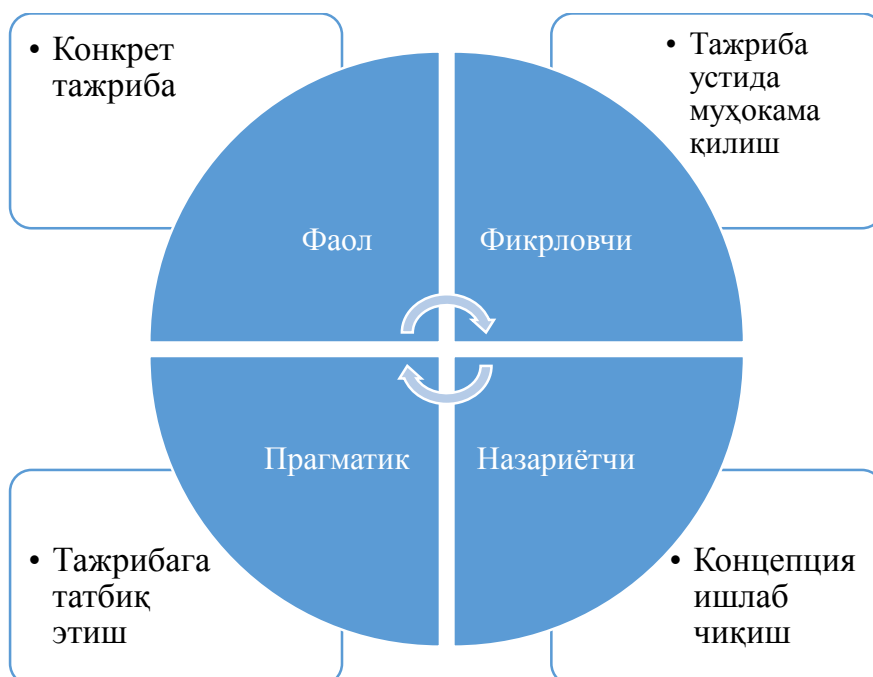 • Конкрет
тажриба
• Тажриба
устида
муҳокама
қилиш
Фаол
Фикрловчи
Прагматик
Назариётчи
• Тажрибага
татбиқ
этиш
• Концепция
ишлаб
чиқиш